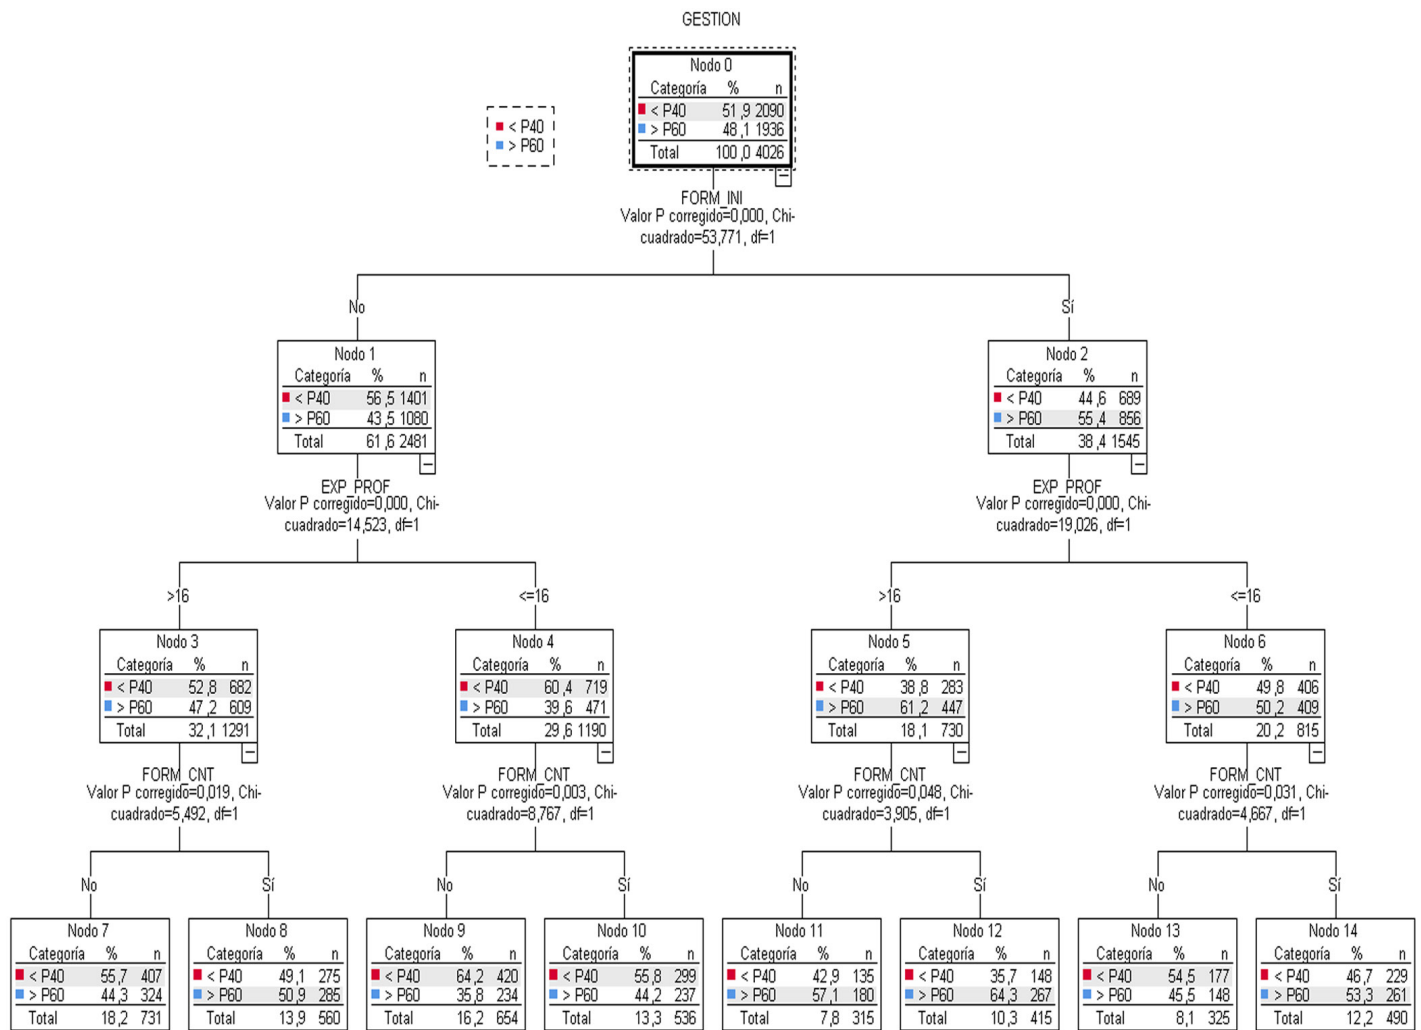 GESTION
Nodo 0
Categoría % n
< P40 51,9 2090
> P60 48,1 1936
Total 100,0 4026
< P40
> P60
FORM_INI
Valor P corregido=0,000, Chi-
cuadrado=53,771, df=1
No
Sí
Nodo 1
Categoría % n
< P40 56,5 1401
> P60 43,5 1080
Total 61,6 2481
Nodo 2
Categoría % n
< P40 44,6 689
> P60 55,4 856
Total 38,4 1545
EXP_PROF
Valor P corregido=0,000, Chi-
cuadrado=14,523, df=1
EXP_PROF
Valor P corregido=0,000, Chi-
cuadrado=19,026, df=1
>16
<=16
>16
<=16
Nodo 3
Categoría % n
< P40 52,8 682
> P60 47,2 609
Total 32,1 1291
Nodo 4
Categoría % n
< P40 60,4 719
> P60 39,6 471
Total 29,6 1190
Nodo 5
Categoría % n
< P40 38,8 283
> P60 61,2 447
Total 18,1 730
Nodo 6
Categoría % n
< P40 49,8 406
> P60 50,2 409
Total 20,2 815
FORM_CNT
Valor P corregido=0,019, Chi-
cuadrado=5,492, df=1
FORM_CNT
Valor P corregido=0,003, Chi-
cuadrado=8,767, df=1
FORM_CNT
Valor P corregido=0,048, Chi-
cuadrado=3,905, df=1
FORM_CNT
Valor P corregido=0,031, Chi-
cuadrado=4,667, df=1
No
Sí
No
Sí
No
Sí
No
Sí
Nodo 7
Categoría % n
< P40 55,7 407
> P60 44,3 324
Total 18,2 731
Nodo 8
Categoría % n
< P40 49,1 275
> P60 50,9 285
Total 13,9 560
Nodo 9
Categoría % n
< P40 64,2 420
> P60 35,8 234
Total 16,2 654
Nodo 10
Categoría % n
< P40 55,8 299
> P60 44,2 237
Total 13,3 536
Nodo 11
Categoría % n
< P40 42,9 135
> P60 57,1 180
Total 7,8 315
Nodo 12
Categoría % n
< P40 35,7 148
> P60 64,3 267
Total 10,3 415
Nodo 13
Categoría % n
< P40 54,5 177
> P60 45,5 148
Total 8,1 325
Nodo 14
Categoría % n
< P40 46,7 229
> P60 53,3 261
Total 12,2 490